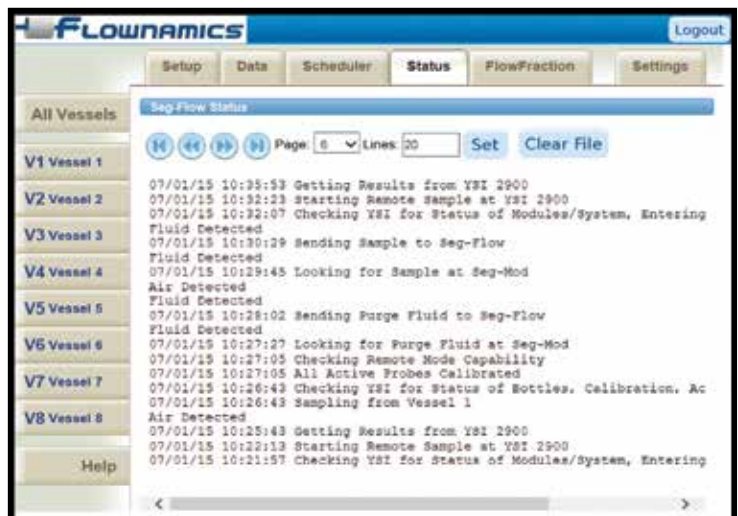 FLOWNAMICS
Logout
Setup Data Scheduler Status FlowFraction Settings
All Vessels
V1 Vessel 1
V2 Vessel 2
V3 Vessel 3
V4 Vessel 4
V5 Vessel 5
V6 Vessel 6
V7 Vessel 7
V8 Vessel 8
Help
Seg-Flow Status
Page: 6 Lines: 20 Set Clear File
07/01/15 10:35:53 Getting Results from YSI 2900
07/01/15 10:32:23 Starting Remote Sample at YSI 2900
07/01/15 10:32:07 Checking YSI for Status of Modules/System, Entering
Fluid Detected
07/01/15 10:30:29 Sending Sample to Seg-Flow
Fluid Detected
07/01/15 10:29:45 Looking for Sample at Seg-Mod
Air Detected
Fluid Detected
07/01/15 10:28:02 Sending Purge Fluid to Seg-Flow
Fluid Detected
07/01/15 10:27:27 Looking for Purge Fluid at Seg-Mod
07/01/15 10:27:05 Checking Remote Mode Capability
07/01/15 10:27:05 All Active Probes Calibrated
07/01/15 10:26:43 Checking YSI for Status of Bottles, Calibration, Ac
07/01/15 10:26:43 Sampling from Vessel 1
Air Detected
07/01/15 10:25:43 Getting Results from YSI 2900
07/01/15 10:22:13 Starting Remote Sample at YSI 2900
07/01/15 10:21:57 Checking YSI for Status of Modules/System, Entering